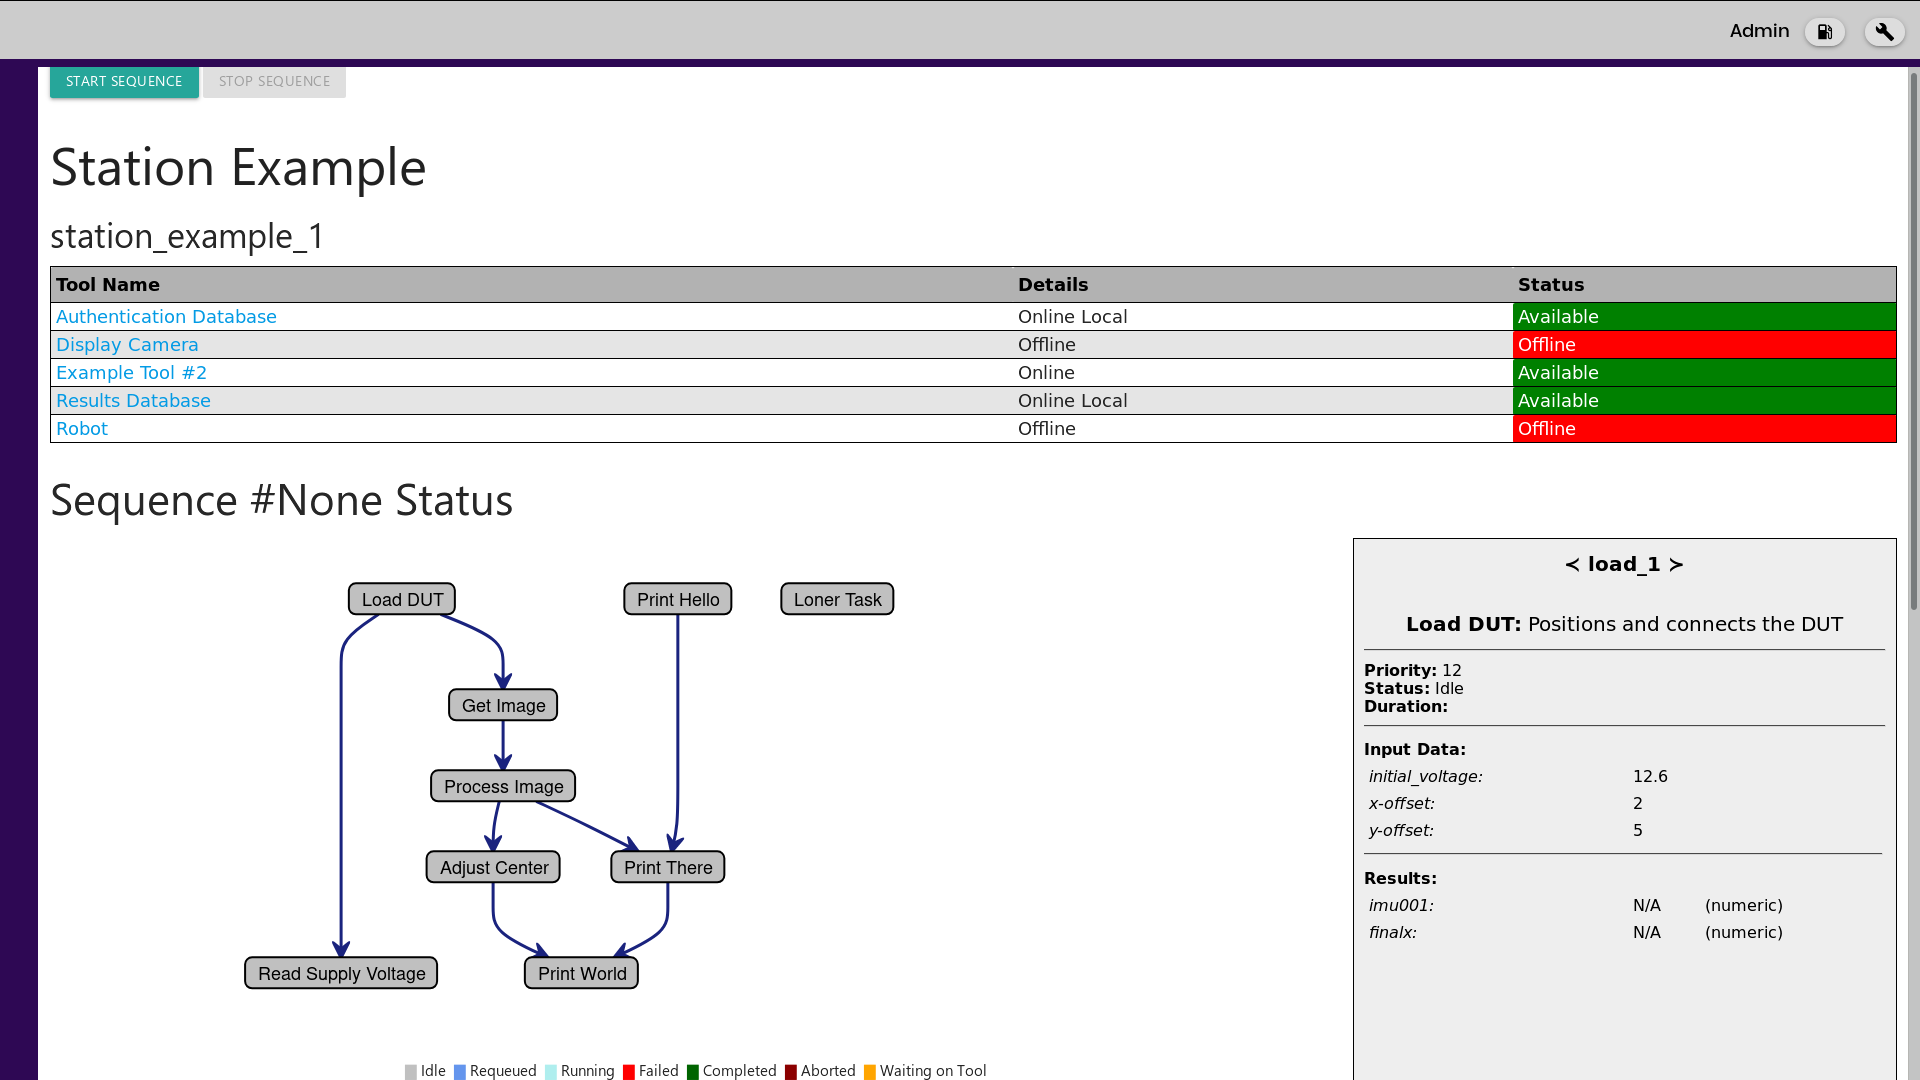 Admin
START SEQUENCE STOP SEQUENCE
Station Example
station_example_1
Tool Name Details Status
Authentication Database Online Local Available
Display Camera Offline Offline
Example Tool #2 Online Available
Results Database Online Local Available
Robot Offline Offline
Sequence #None Status
Load DUT Print Hello Loner Task
Get Image
Process Image
Adjust Center Print There
Read Supply Voltage Print World
Idle Requeued Running Failed Completed Aborted Waiting on Tool
< load_1 >
Load DUT: Positions and connects the DUT
Priority: 12
Status: Idle
Duration:
Input Data:
initial_voltage: 12.6
x-offset: 2
y-offset: 5
Results:
imu001: N/A (numeric)
finalx: N/A (numeric)